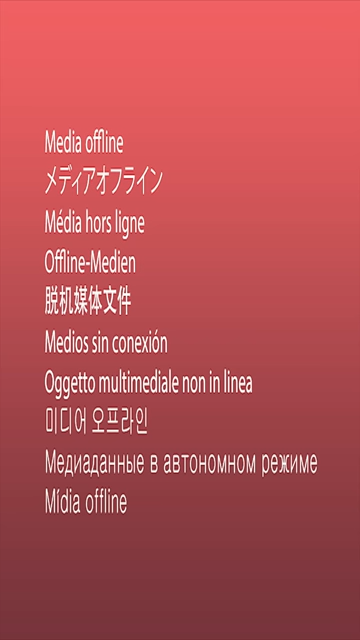 Media offline
メディアオフライン
Média hors ligne
Offline-Medien
脱机媒体文件
Medios sin conexión
Oggetto multimediale non in linea
미디어 오프라인
Медиаданные в автономном режиме
Mídia offline